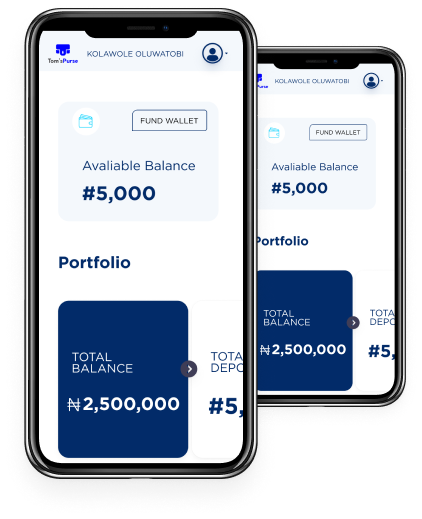 Tom'sPurse
KOLAWOLE OLUWATOBI
FUND WALLET
Avaliable Balance
#5,000
Portfolio
TOTAL
BALANCE
₦2,500,000
TOTA
DEPO
#5,
Purse
KOLAWOLE OLUWATOBI
FUND WALLET
Avaliable Balance
#5,000
Portfolio
TOTAL
BALANCE
₦2,500,000
TOTA
DEPO
#5,